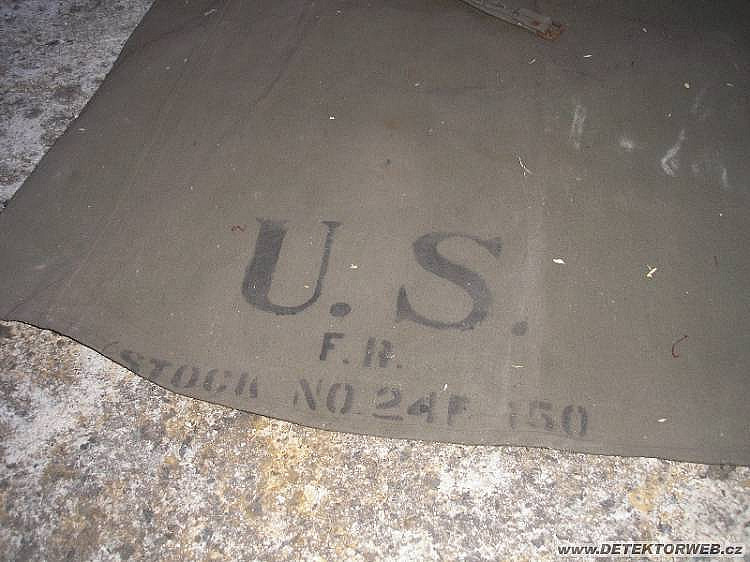 U. S.
F. R.
(STOCK NO 24F 150
www.DETEKTORWEB.cz